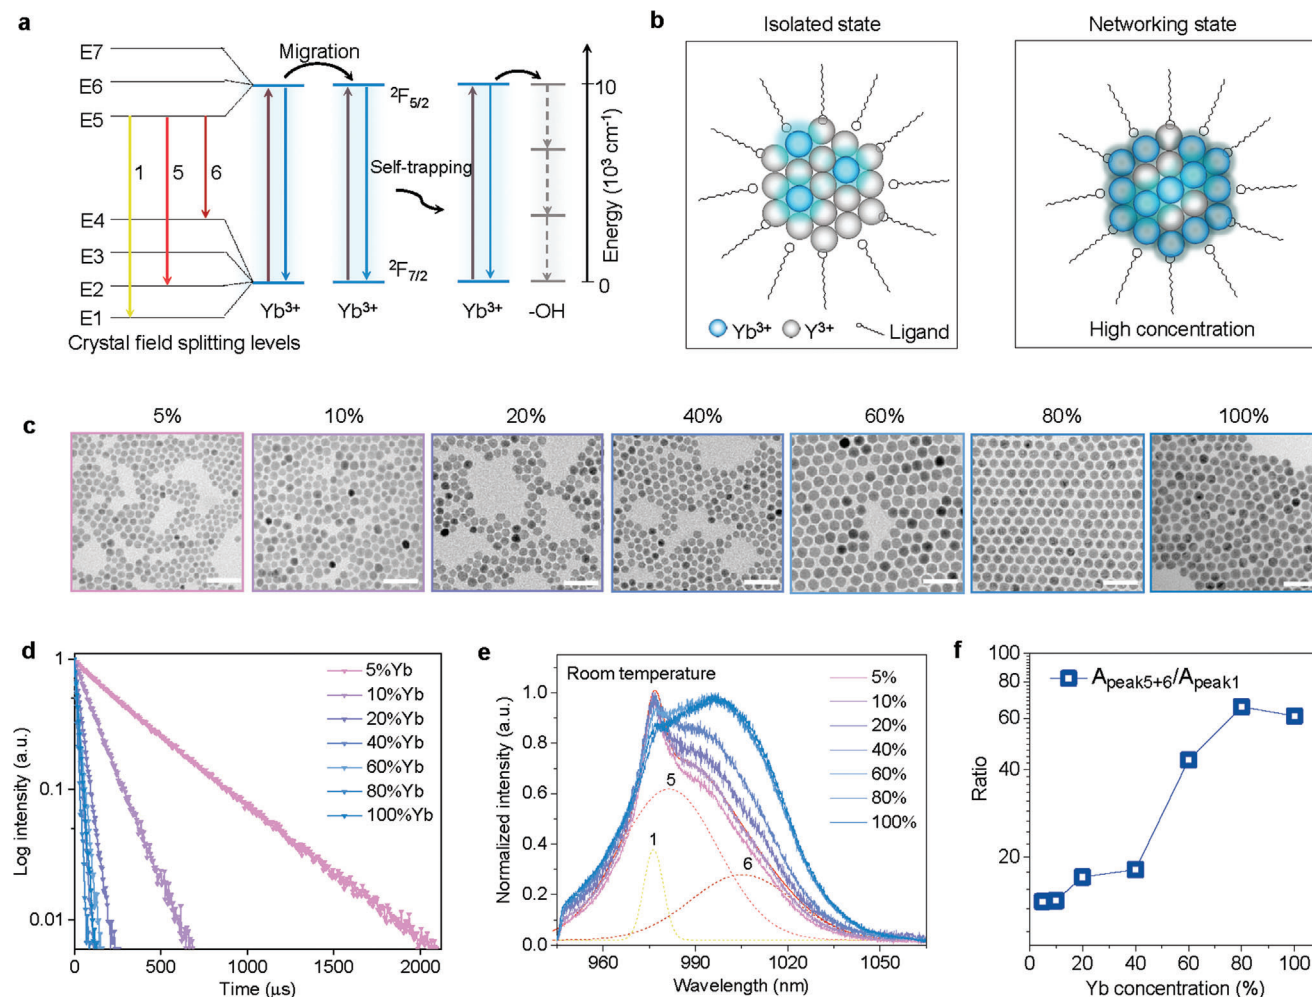 a
E7
E6
E5
E4
E3
E2
E1
1
5
6
Migration
²F₅/₂
Self-trapping
²F₇/₂
Yb³⁺
Yb³⁺
Yb³⁺
-OH
10
0
Energy (10³ cm⁻¹)
Crystal field splitting levels
b
Isolated state
Networking state
Yb³⁺
Y³⁺
Ligand
High concentration
c
5%
10%
20%
40%
60%
80%
100%
d
1
0.1
0.01
Log intensity (a.u.)
5%Yb
10%Yb
20%Yb
40%Yb
60%Yb
80%Yb
100%Yb
0
500
1000
1500
2000
Time (μs)
e
Room temperature
1.0
0.8
0.6
0.4
0.2
0.0
Normalized intensity (a.u.)
5
1
6
5%
10%
20%
40%
60%
80%
100%
960
990
1020
1050
Wavelength (nm)
f
100
80
60
40
20
Ratio
Apeak5+6/Apeak1
0
20
40
60
80
100
Yb concentration (%)